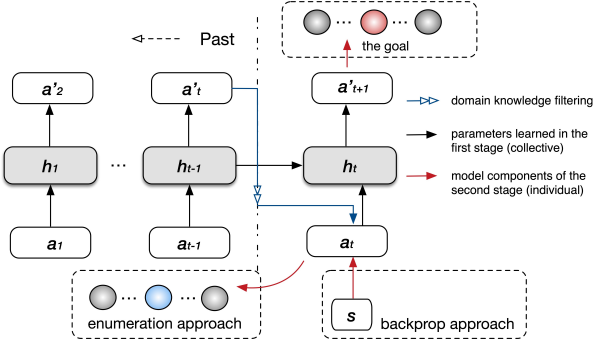 ... ...
the goal
Past
a'2 a't a't+1
domain knowledge filtering
parameters learned in the
first stage (collective)
h1 ... ht-1 ht
model components of the
second stage (individual)
a1 at-1 at
... ...
enumeration approach
s
backprop approach